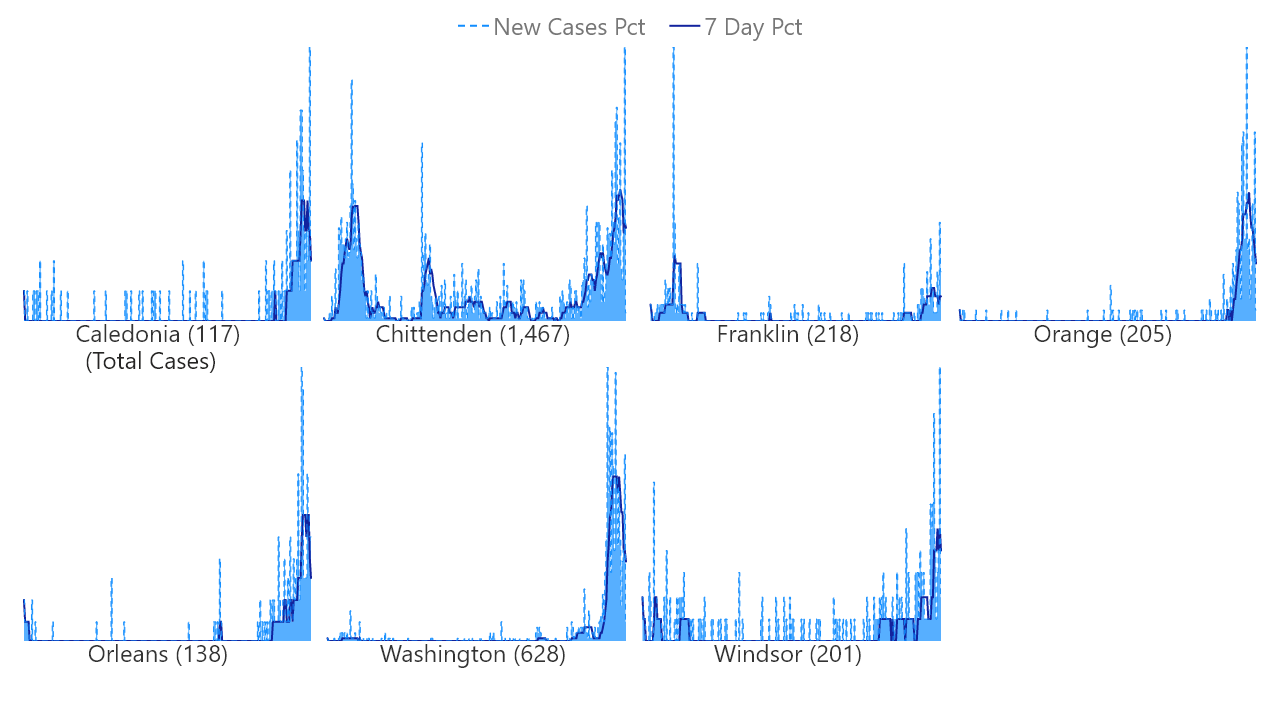 New Cases Pct 7 Day Pct
Caledonia (117) Chittenden (1,467) Franklin (218) Orange (205)
(Total Cases)
Orleans (138) Washington (628) Windsor (201)